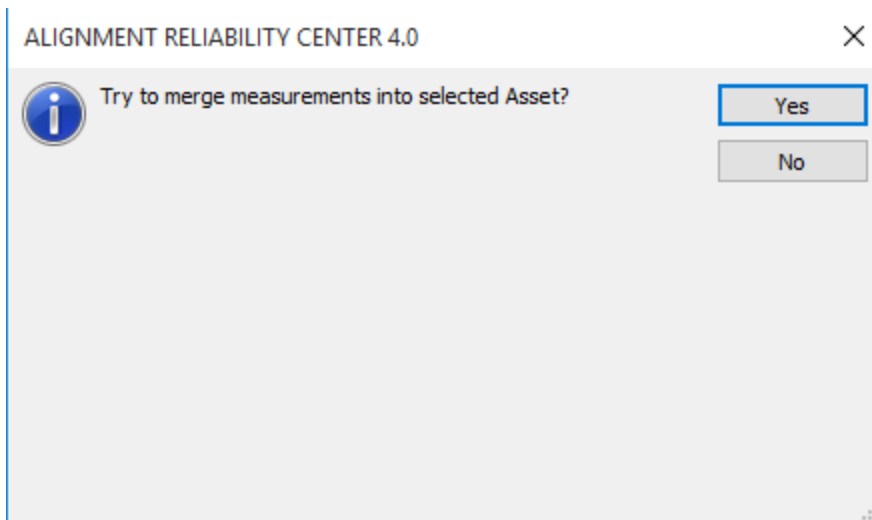 ALIGNMENT RELIABILITY CENTER 4.0
Try to merge measurements into selected Asset?
Yes
No